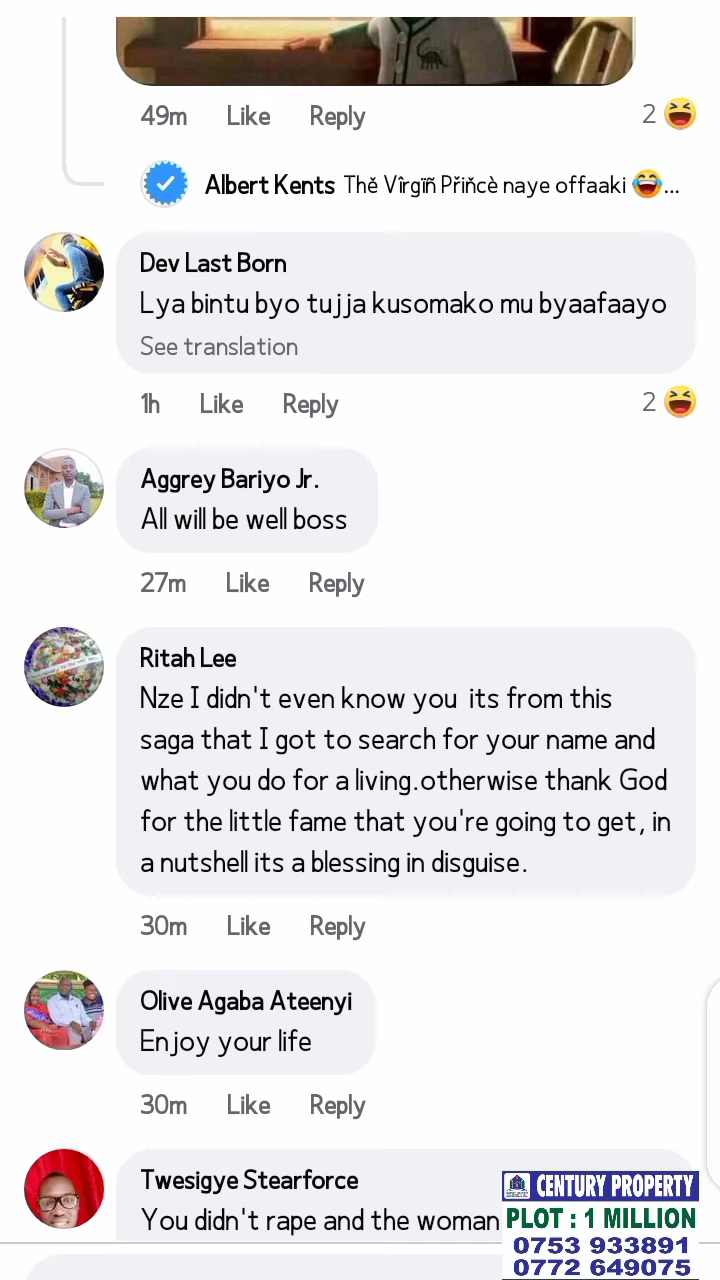 49m Like Reply 2
Albert Kents Thě Vîrgïñ Přiñcè naye offaaki 😂...
Dev Last Born
Lya bintu byo tujja kusomako mu byaafaayo
See translation
1h Like Reply 2
Aggrey Bariyo Jr.
All will be well boss
27m Like Reply
Ritah Lee
Nze I didn't even know you its from this
saga that I got to search for your name and
what you do for a living.otherwise thank God
for the little fame that you're going to get, in
a nutshell its a blessing in disguise.
30m Like Reply
Olive Agaba Ateenyi
Enjoy your life
30m Like Reply
Twesigye Stearforce
You didn't rape and the woman
CENTURY PROPERTY
PLOT : 1 MILLION
0753 933891
0772 649075